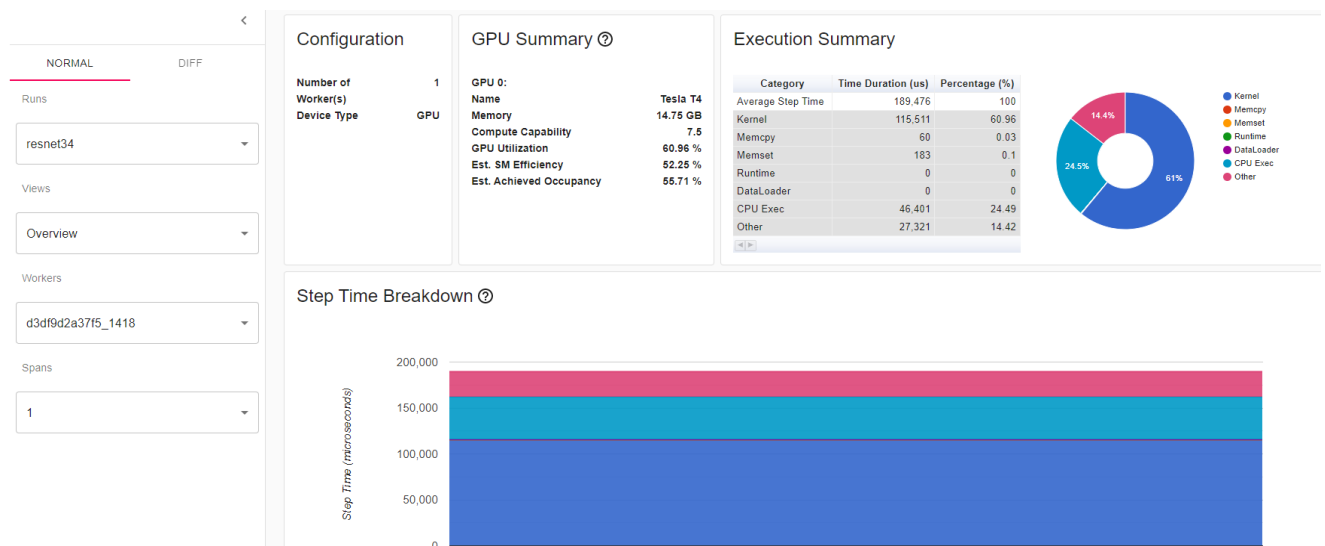 NORMAL DIFF
Runs
resnet34
Views
Overview
Workers
d3df9d2a37f5_1418
Spans
1
Configuration
Number of Worker(s) 1
Device Type GPU
GPU Summary
GPU 0:
Name Tesla T4
Memory 14.75 GB
Compute Capability 7.5
GPU Utilization 60.96 %
Est. SM Efficiency 52.25 %
Est. Achieved Occupancy 55.71 %
Execution Summary
Category Time Duration (us) Percentage (%)
Average Step Time 189,476 100
Kernel 115,511 60.96
Memcpy 60 0.03
Memset 183 0.1
Runtime 0 0
DataLoader 0 0
CPU Exec 46,401 24.49
Other 27,321 14.42
14.4%
24.5%
61%
Kernel
Memcpy
Memset
Runtime
DataLoader
CPU Exec
Other
Step Time Breakdown
Step Time (microseconds)
200,000
150,000
100,000
50,000
0